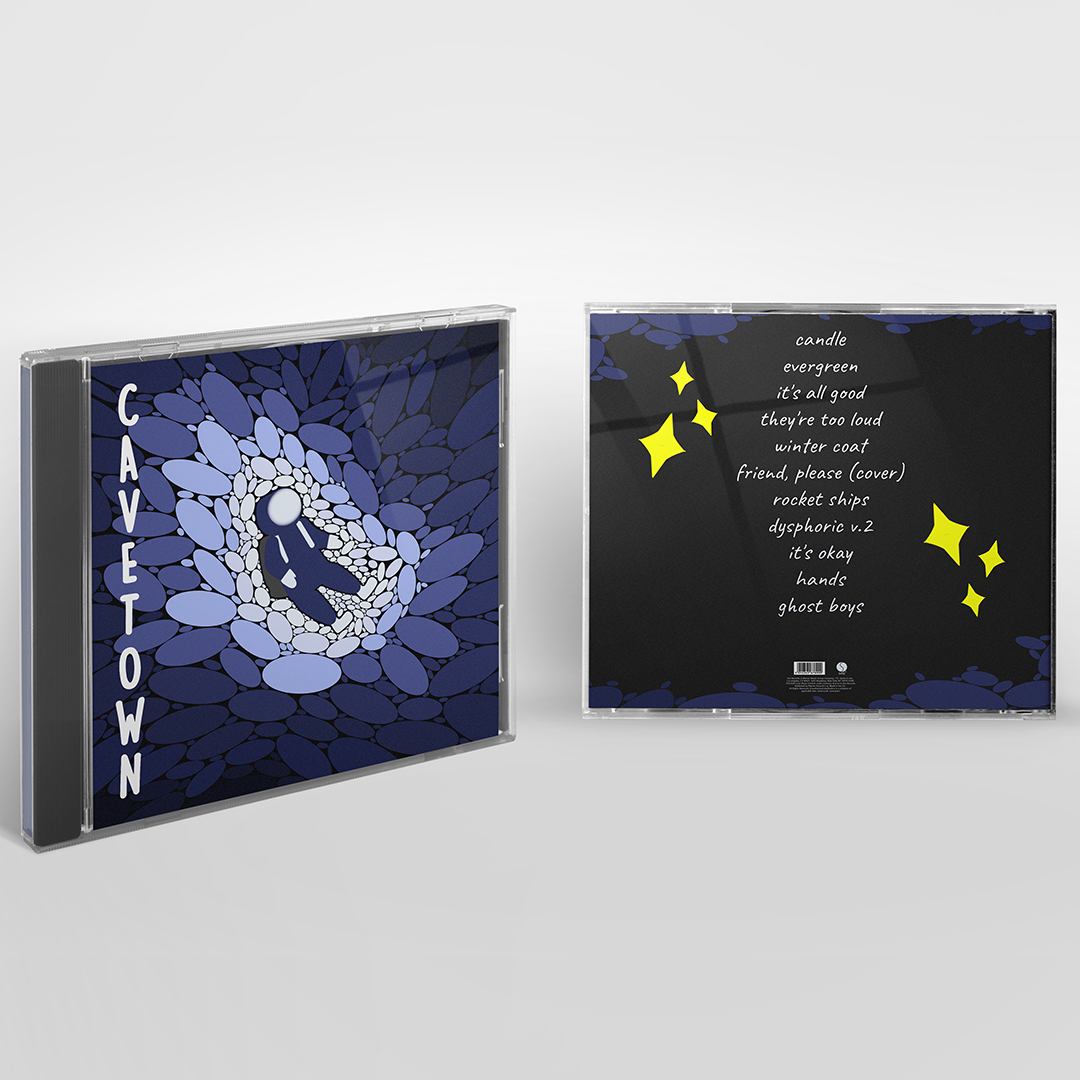 CAVETOWN
candle
evergreen
it's all good
they're too loud
winter coat
friend, please (cover)
rocket ships
dysphoric v.2
it's okay
hands
ghost boys